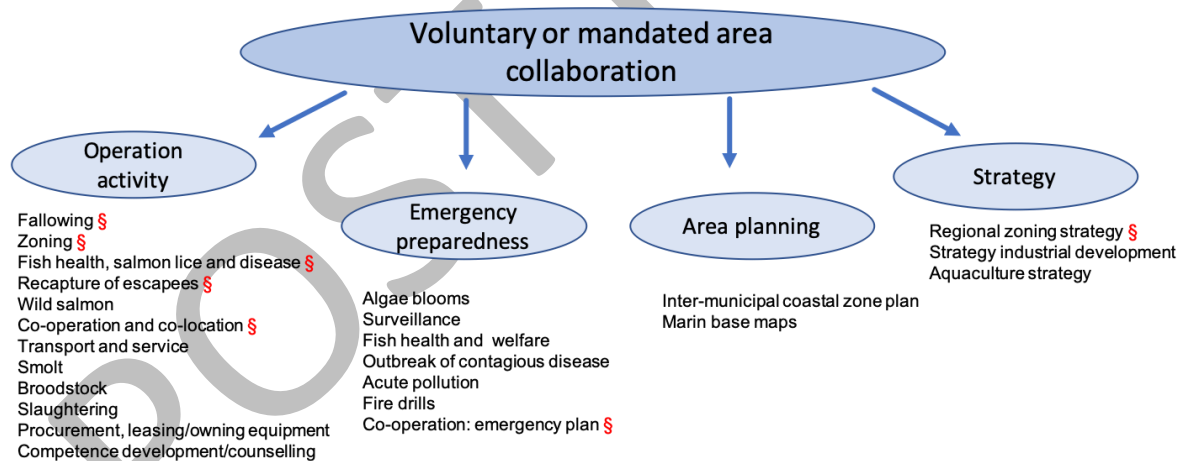 Voluntary or mandated area
collaboration
Operation
activity
Fallowing §
Zoning §
Fish health, salmon lice and disease §
Recapture of escapees §
Wild salmon
Co-operation and co-location §
Transport and service
Smolt
Broodstock
Slaughtering
Procurement, leasing/owning equipment
Competence development/counselling
Emergency
preparedness
Algae blooms
Surveillance
Fish health and welfare
Outbreak of contagious disease
Acute pollution
Fire drills
Co-operation: emergency plan §
Area planning
Inter-municipal coastal zone plan
Marin base maps
Strategy
Regional zoning strategy §
Strategy industrial development
Aquaculture strategy
POST